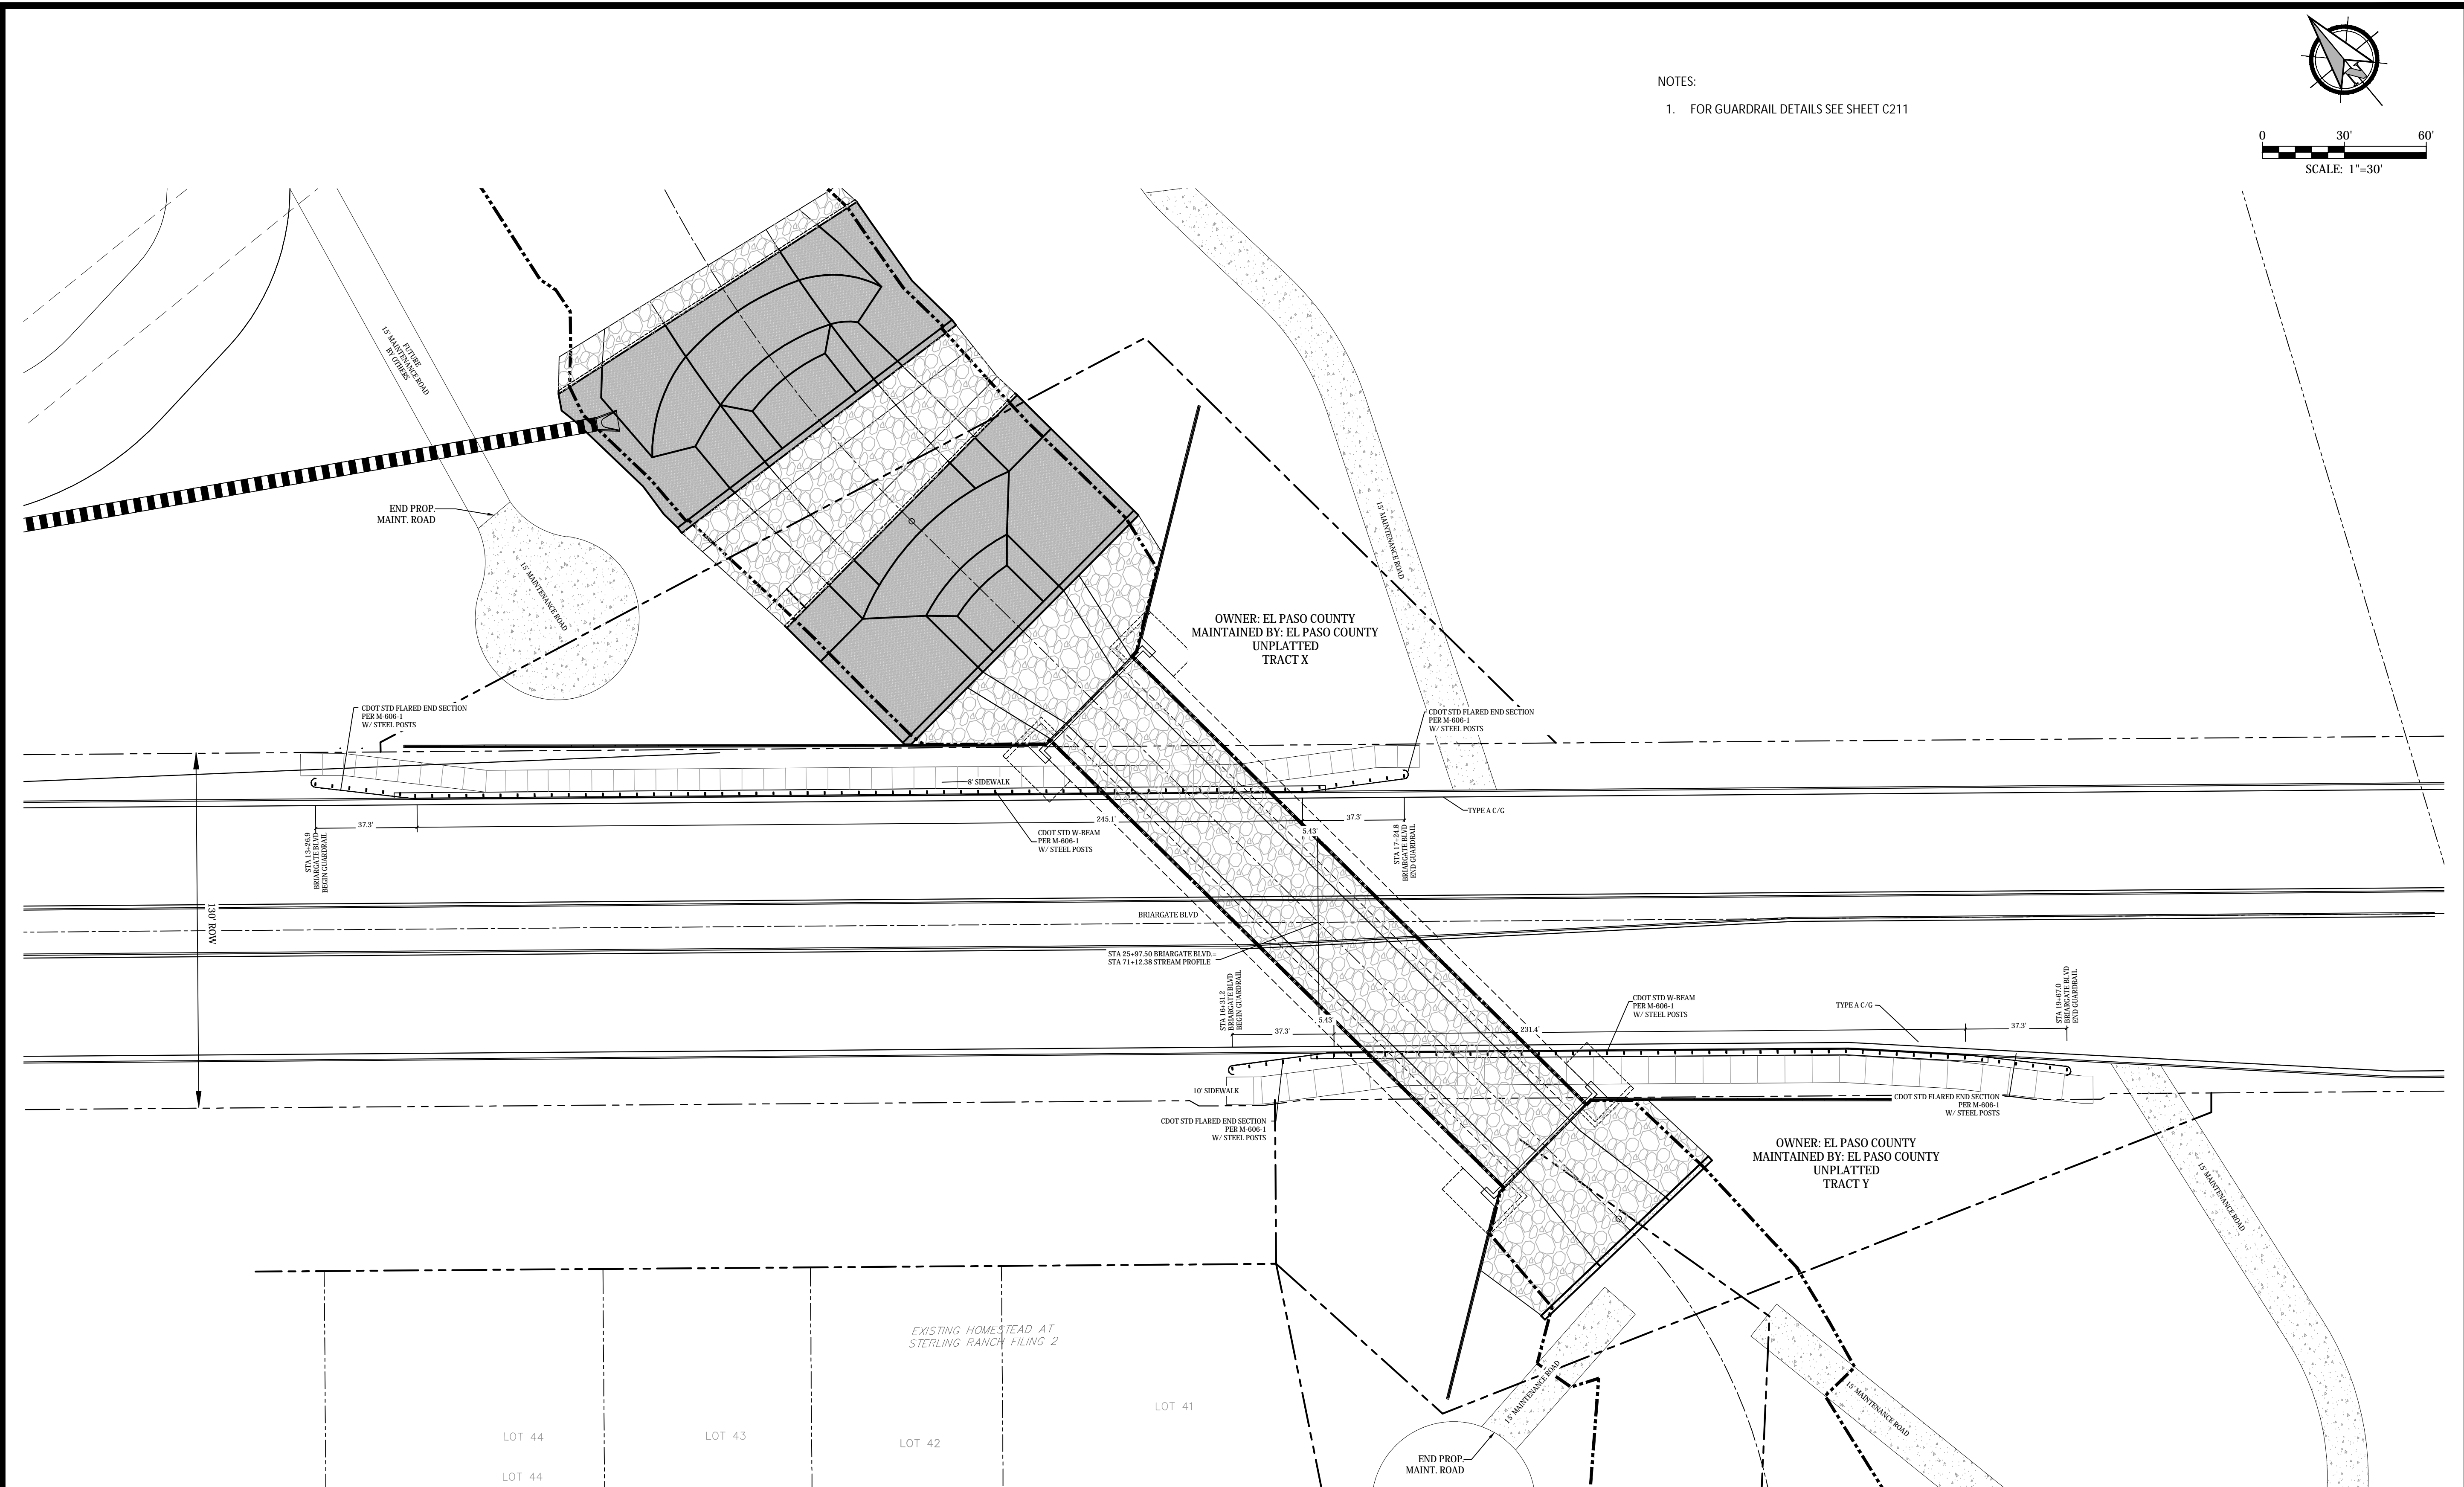 NOTES:
1. FOR GUARDRAIL DETAILS SEE SHEET C211
0 30' 60'
SCALE: 1"=30'
FUTURE
15' MAINTENANCE ROAD
BY OTHERS
END PROP.
MAINT. ROAD
15' MAINTENANCE ROAD
15' MAINTENANCE ROAD
OWNER: EL PASO COUNTY
MAINTAINED BY: EL PASO COUNTY
UNPLATTED
TRACT X
CDOT STD FLARED END SECTION
PER M-606-1
W/ STEEL POSTS
CDOT STD FLARED END SECTION
PER M-606-1
W/ STEEL POSTS
8' SIDEWALK
TYPE A C/G
37.3'
245.1'
37.3'
5.43'
CDOT STD W-BEAM
PER M-606-1
W/ STEEL POSTS
STA 13+26.9
BRIARGATE BLVD
BEGIN GUARDRAIL
STA 17+24.8
BRIARGATE BLVD
END GUARDRAIL
130' ROW
BRIARGATE BLVD
STA 25+97.50 BRIARGATE BLVD.=
STA 71+12.38 STREAM PROFILE
STA 16+31.2
BRIARGATE BLVD
BEGIN GUARDRAIL
CDOT STD W-BEAM
PER M-606-1
W/ STEEL POSTS
TYPE A C/G
STA 19+67.0
BRIARGATE BLVD
END GUARDRAIL
37.3'
5.43'
231.4'
37.3'
10' SIDEWALK
CDOT STD FLARED END SECTION
PER M-606-1
W/ STEEL POSTS
CDOT STD FLARED END SECTION
PER M-606-1
W/ STEEL POSTS
OWNER: EL PASO COUNTY
MAINTAINED BY: EL PASO COUNTY
UNPLATTED
TRACT Y
15' MAINTENANCE ROAD
EXISTING HOMESTEAD AT
STERLING RANCH FILING 2
15' MAINTENANCE ROAD
15' MAINTENANCE ROAD
LOT 41
LOT 44
LOT 43
LOT 42
LOT 44
END PROP.
MAINT. ROAD